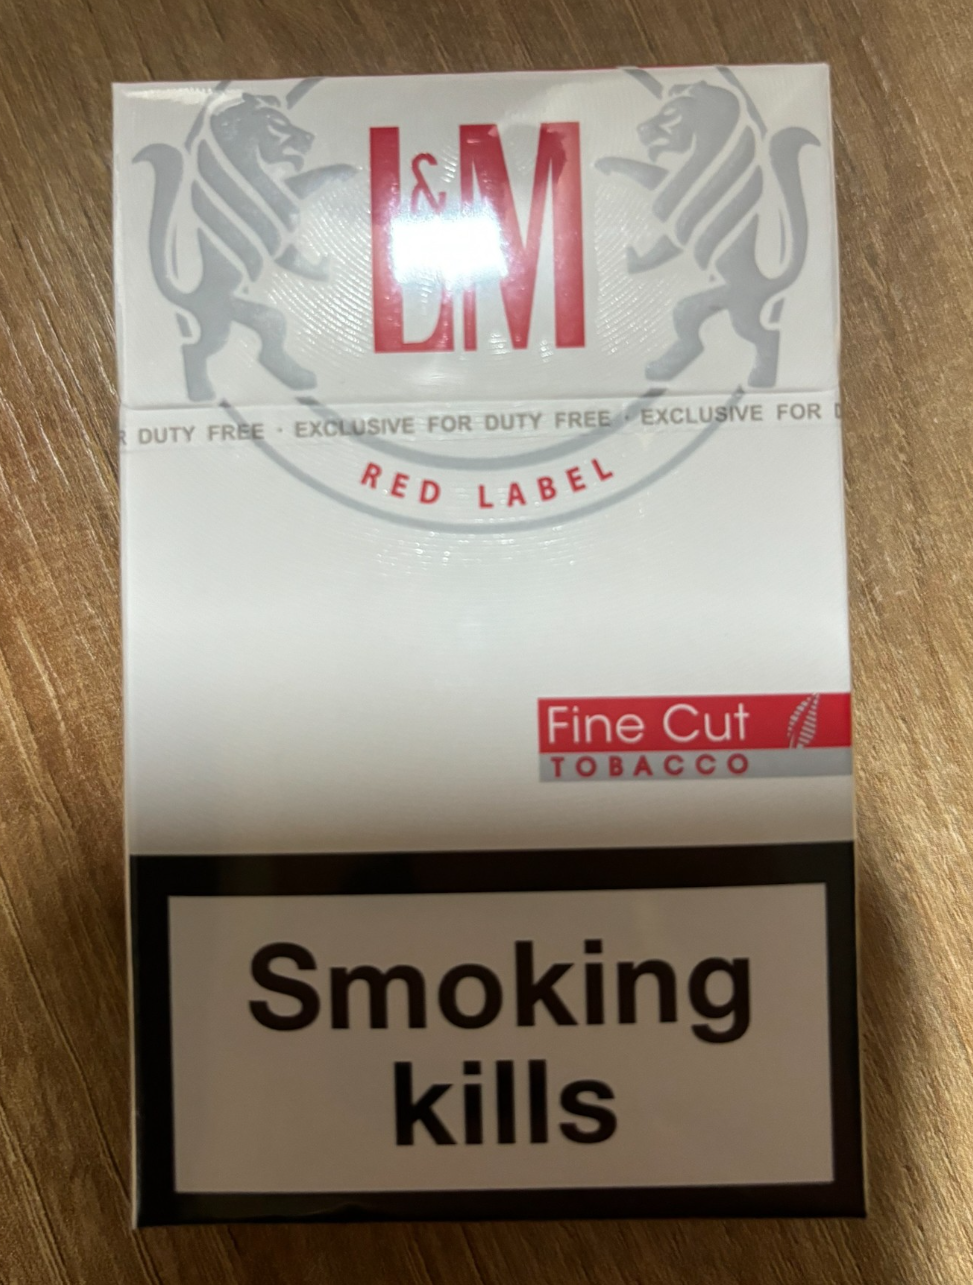 L&M
R DUTY FREE · EXCLUSIVE FOR DUTY FREE · EXCLUSIVE FOR D
RED LABEL
Fine Cut
TOBACCO
Smoking
kills